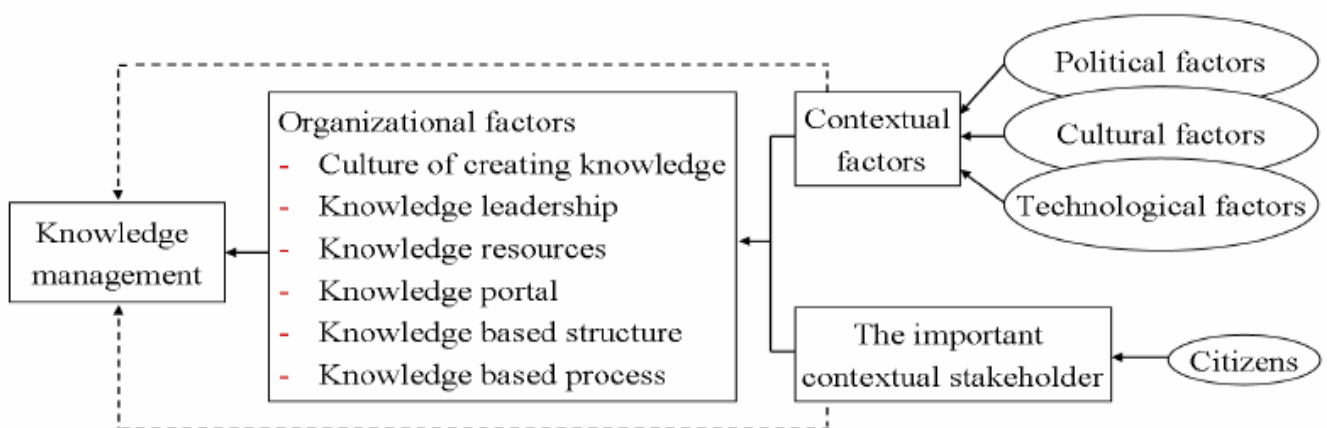 Knowledge
management
Organizational factors
- Culture of creating knowledge
- Knowledge leadership
- Knowledge resources
- Knowledge portal
- Knowledge based structure
- Knowledge based process
Contextual
factors
The important
contextual stakeholder
Political factors
Cultural factors
Technological factors
Citizens